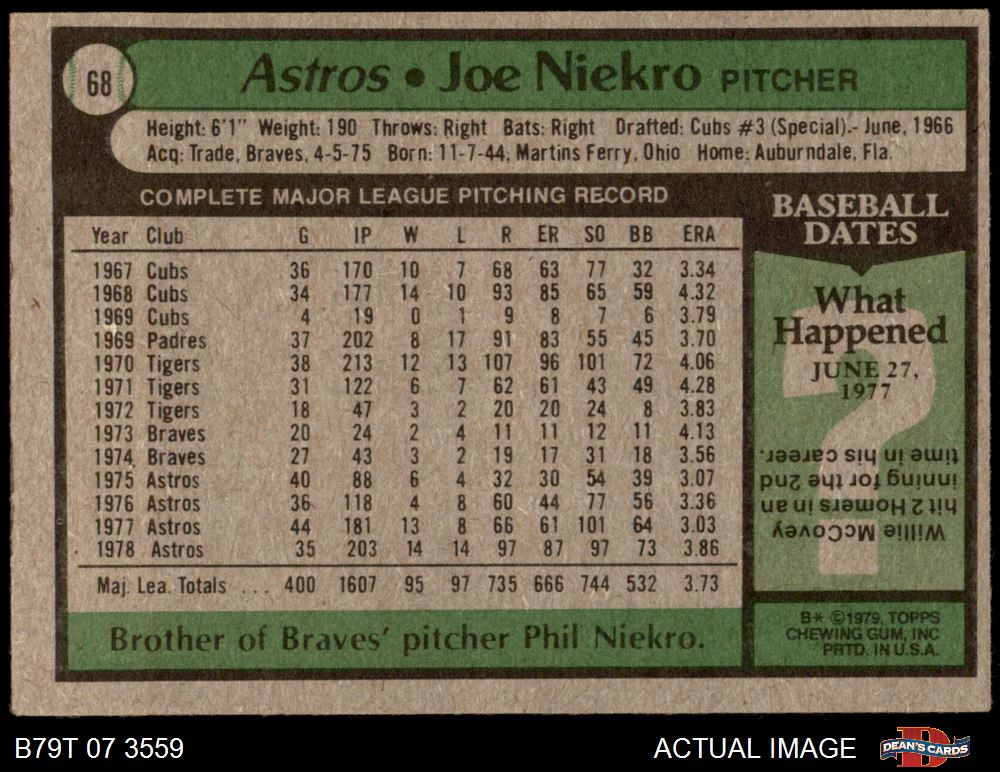 68
Astros • Joe Niekro PITCHER
Height: 6'1" Weight: 190 Throws: Right Bats: Right Drafted: Cubs #3 (Special).- June, 1966
Acq: Trade, Braves, 4-5-75 Born: 11-7-44, Martins Ferry, Ohio Home: Auburndale, Fla.
COMPLETE MAJOR LEAGUE PITCHING RECORD
Year Club G IP W L R ER SO BB ERA
1967 Cubs 36 170 10 7 68 63 77 32 3.34
1968 Cubs 34 177 14 10 93 85 65 59 4.32
1969 Cubs 4 19 0 1 9 8 7 6 3.79
1969 Padres 37 202 8 17 91 83 55 45 3.70
1970 Tigers 38 213 12 13 107 96 101 72 4.06
1971 Tigers 31 122 6 7 62 61 43 49 4.28
1972 Tigers 18 47 3 2 20 20 24 8 3.83
1973 Braves 20 24 2 4 11 11 12 11 4.13
1974 Braves 27 43 3 2 19 17 31 18 3.56
1975 Astros 40 88 6 4 32 30 54 39 3.07
1976 Astros 36 118 4 8 60 44 77 56 3.36
1977 Astros 44 181 13 8 66 61 101 64 3.03
1978 Astros 35 203 14 14 97 87 97 73 3.86
Maj. Lea. Totals ... 400 1607 95 97 735 666 744 532 3.73
Brother of Braves' pitcher Phil Niekro.
BASEBALL
DATES
What
Happened
JUNE 27,
1977
Willie McCovey
hit 2 Homers in an
inning for the 2nd
time in his career.
B* ©1979, TOPPS
CHEWING GUM, INC
PRTD. IN U.S.A.
B79T 07 3559
ACTUAL IMAGE
DEAN'S CARDS